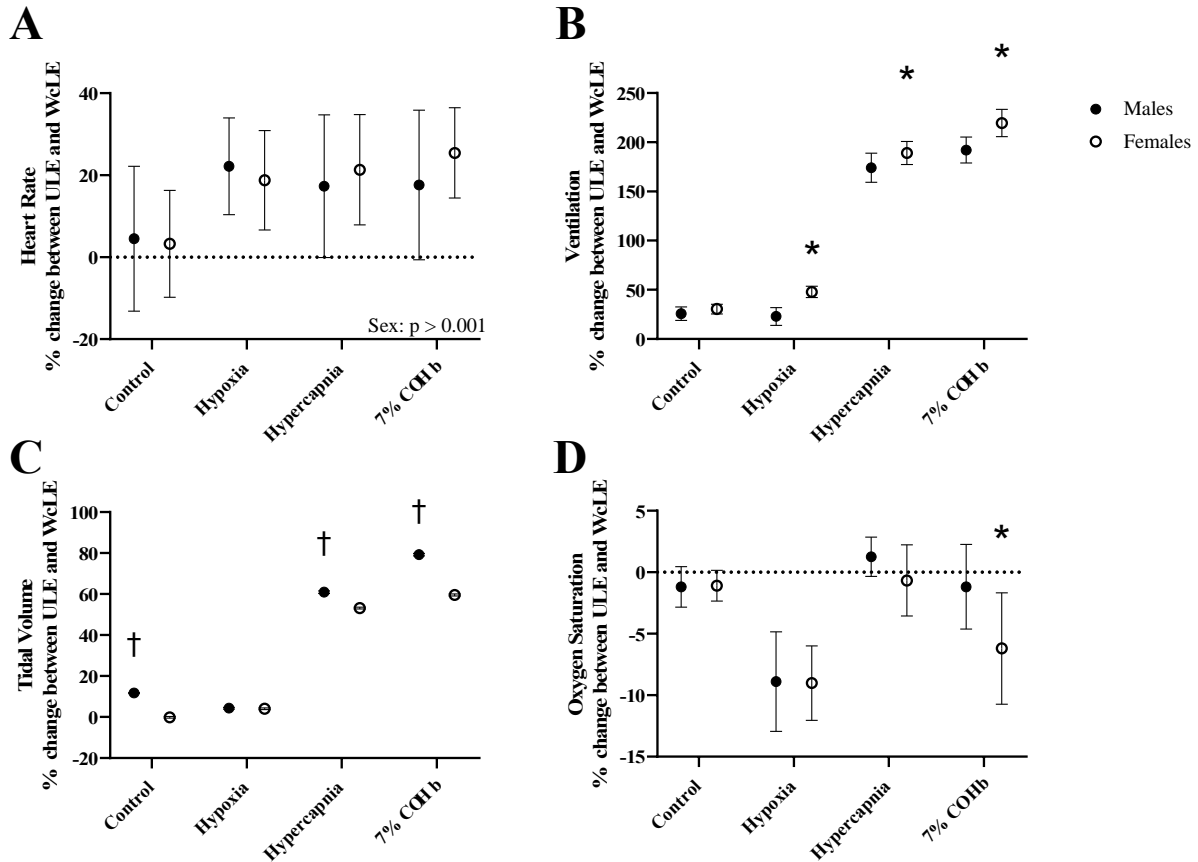 A
Heart Rate
% change between ULE and WcLE
40
20
0
-20
Sex: p > 0.001
Control
Hypoxia
Hypercapnia
7% COHb
B
Ventilation
% change between ULE and WcLE
250
200
150
100
50
0
*
*
*
Control
Hypoxia
Hypercapnia
7% COHb
Males
Females
C
Tidal Volume
% change between ULE and WcLE
100
80
60
40
20
0
-20
†
†
†
Control
Hypoxia
Hypercapnia
7% COHb
D
Oxygen Saturation
% change between ULE and WcLE
5
0
-5
-10
-15
*
Control
Hypoxia
Hypercapnia
7% COHb